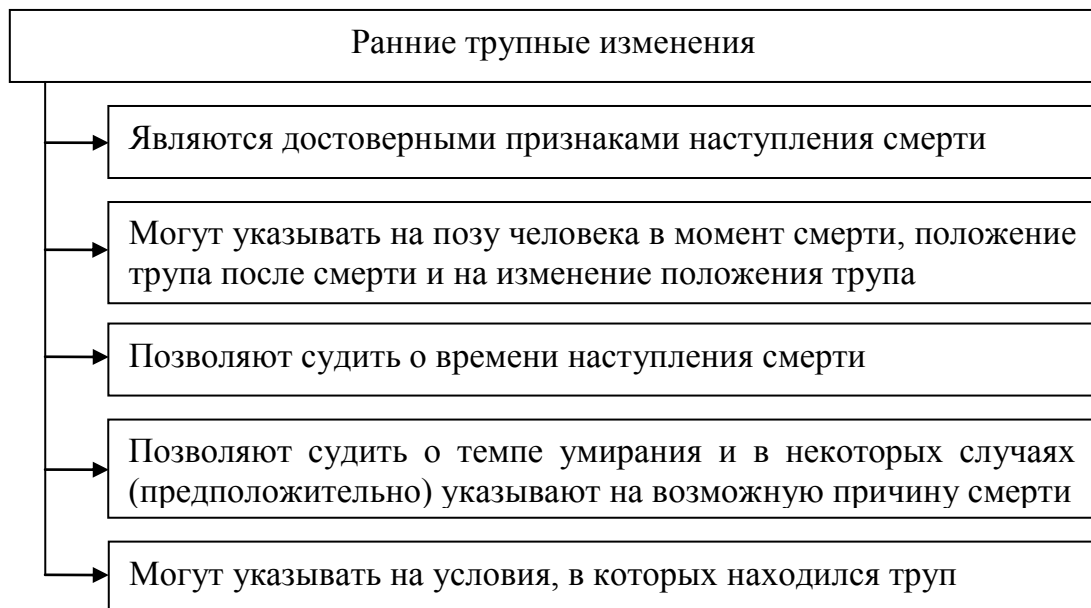 Ранние трупные изменения
Являются достоверными признаками наступления смерти
Могут указывать на позу человека в момент смерти, положение
трупа после смерти и на изменение положения трупа
Позволяют судить о времени наступления смерти
Позволяют судить о темпе умирания и в некоторых случаях
(предположительно) указывают на возможную причину смерти
Могут указывать на условия, в которых находился труп